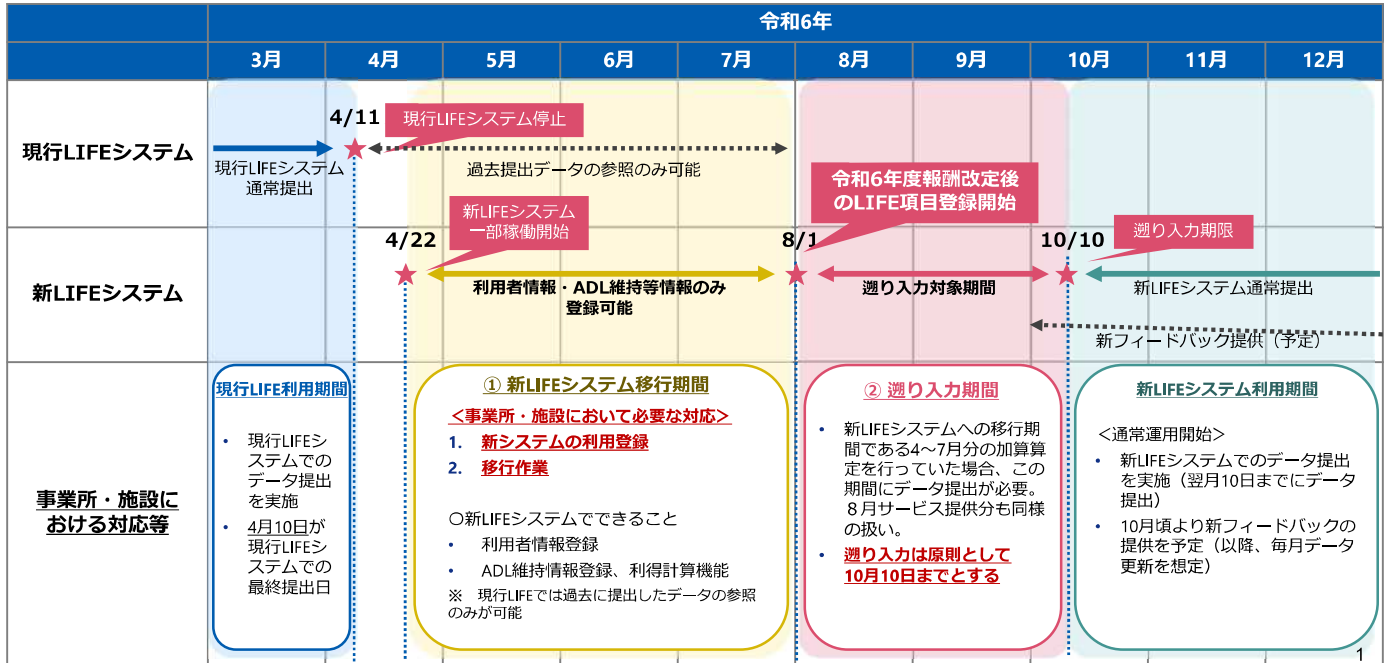 令和6年
3月
4月
5月
6月
7月
8月
9月
10月
11月
12月
現行LIFEシステム
現行LIFEシステム
通常提出
4/11
現行LIFEシステム停止
過去提出データの参照のみ可能
新LIFEシステム
4/22
新LIFEシステム
一部稼働開始
利用者情報・ADL維持等情報のみ
登録可能
8/1
令和6年度報酬改定後
のLIFE項目登録開始
遡り入力対象期間
10/10
遡り入力期限
新LIFEシステム通常提出
新フィードバック提供（予定）
事業所・施設に
おける対応等
現行LIFE利用期間
• 現行LIFEシ
ステムでの
データ提出
を実施
• 4月10日が
現行LIFEシ
ステムでの
最終提出日
① 新LIFEシステム移行期間
＜事業所・施設において必要な対応＞
1. 新システムの利用登録
2. 移行作業
〇新LIFEシステムでできること
• 利用者情報登録
• ADL維持情報登録、利得計算機能
※ 現行LIFEでは過去に提出したデータの参照
のみが可能
② 遡り入力期間
• 新LIFEシステムへの移行期
間である4～7月分の加算算
定を行っていた場合、この
期間にデータ提出が必要。
８月サービス提供分も同様
の扱い。
• 遡り入力は原則として
10月10日までとする
新LIFEシステム利用期間
＜通常運用開始＞
• 新LIFEシステムでのデータ提出
を実施（翌月10日までにデータ
提出）
• 10月頃より新フィードバックの
提供を予定（以降、毎月データ
更新を想定）
1